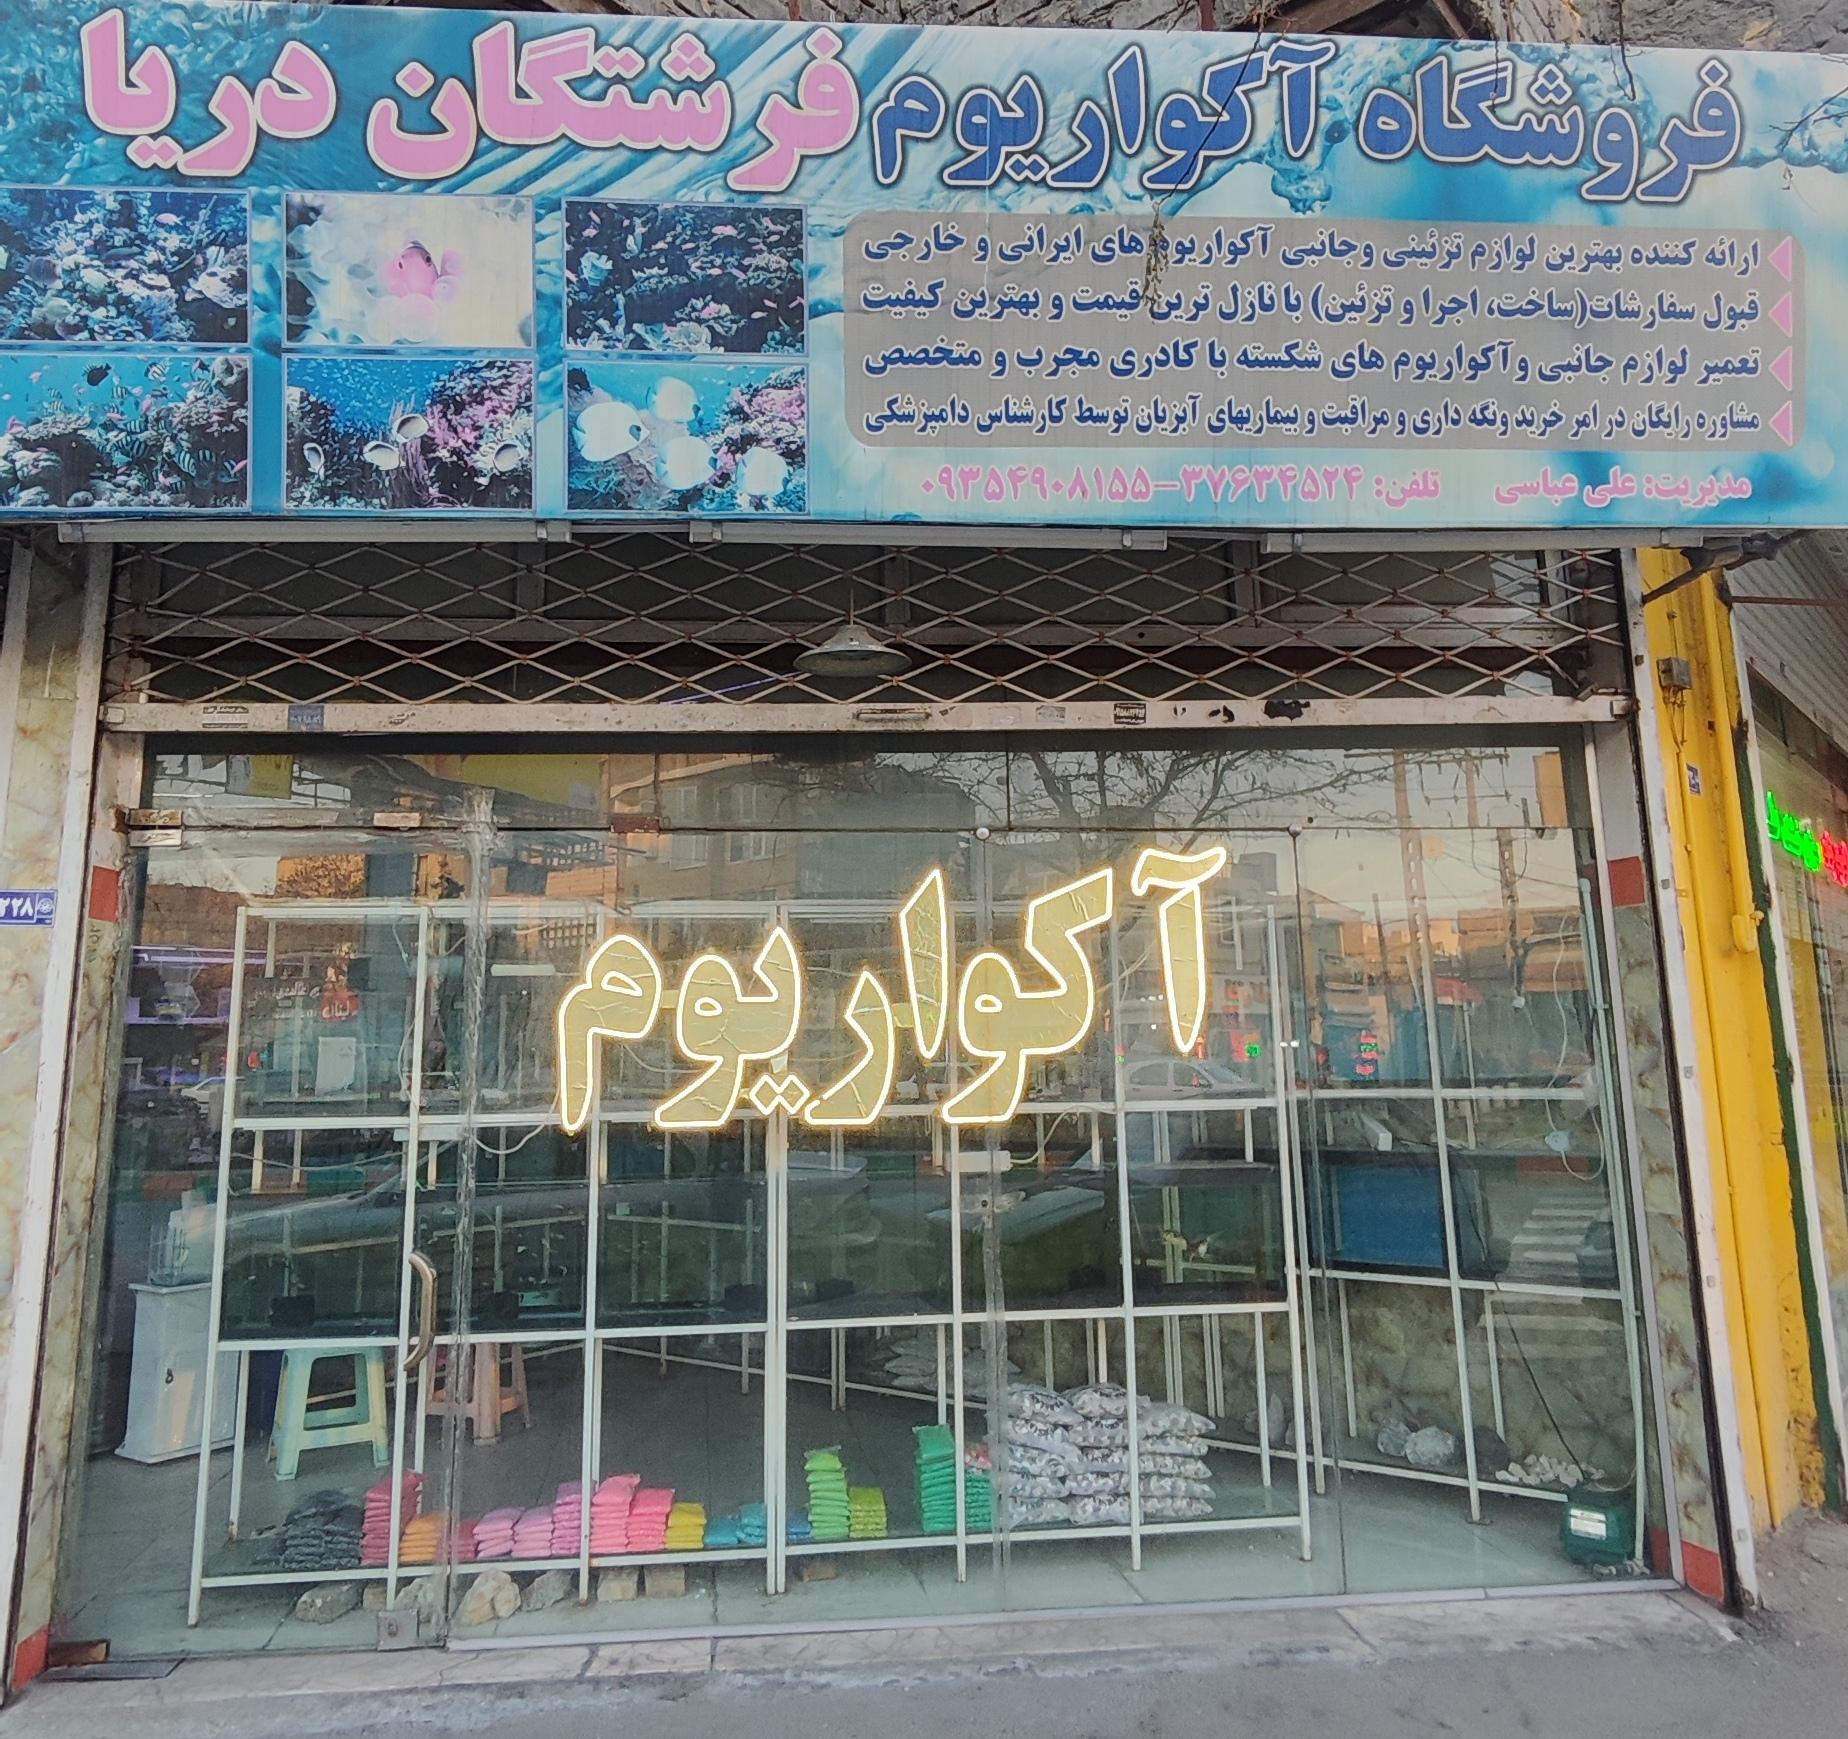 فروشگاه آکواریوم فرشتگان دریا
ارائه کننده بهترین لوازم تزئینی وجانبی آکواریوم های ایرانی و خارجی
قبول سفارشات(ساخت، اجرا و تزئین) با نازل ترین قیمت و بهترین کیفیت
تعمیر لوازم جانبی وآکواریوم های شکسته با کادری مجرب و متخصص
مشاوره رایگان در امر خرید ونگه داری و مراقبت و بیماریهای آبزیان توسط کارشناس دامپزشکی
مدیریت: علی عباسی تلفن: ۳۷۶۳۴۵۲۴-۰۹۳۵۴۹۰۸۱۵۵
آکواریوم
۲۲۸